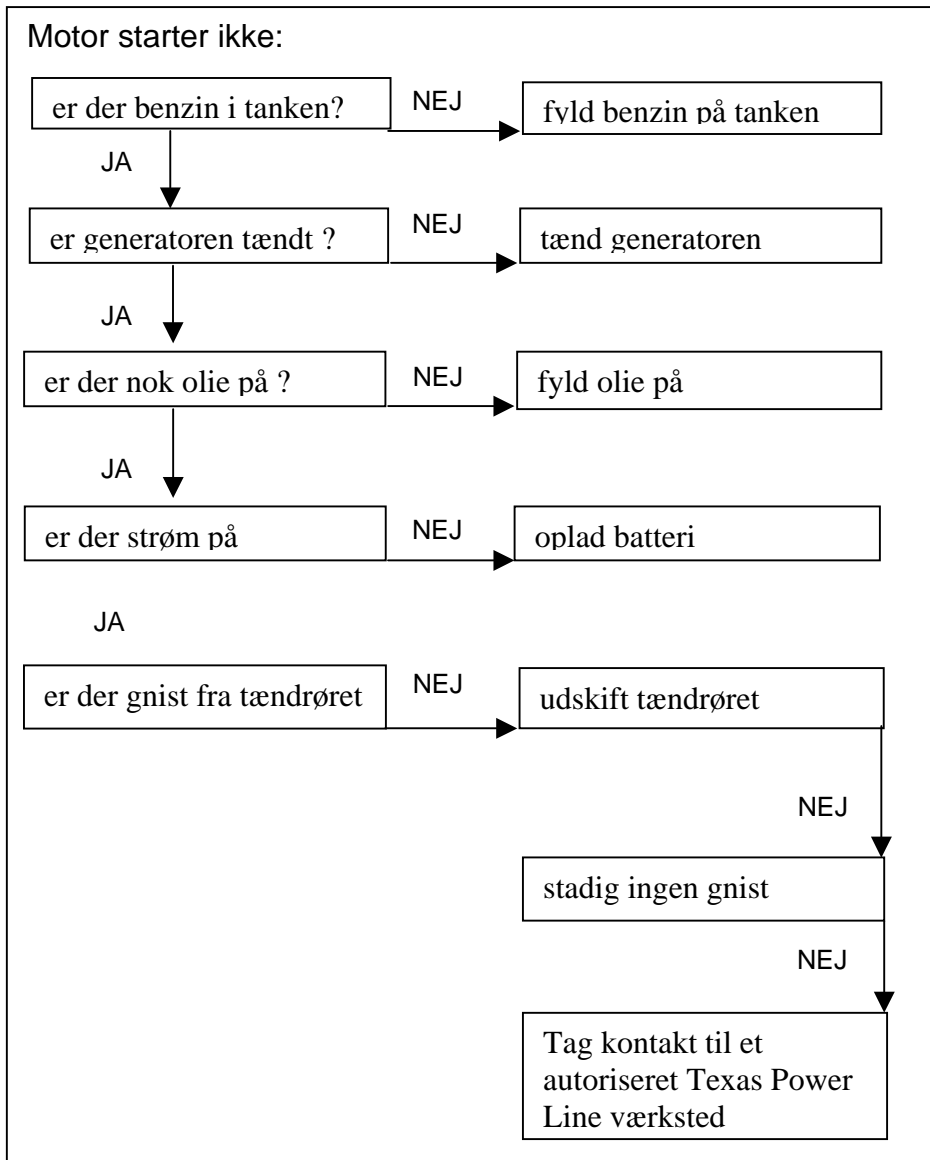 Motor starter ikke:
er der benzin i tanken?
NEJ
fyld benzin på tanken
JA
er generatoren tændt ?
NEJ
tænd generatoren
JA
er der nok olie på ?
NEJ
fyld olie på
JA
er der strøm på
NEJ
oplad batteri
JA
er der gnist fra tændrøret
NEJ
udskift tændrøret
NEJ
stadig ingen gnist
NEJ
Tag kontakt til et
autoriseret Texas Power
Line værksted